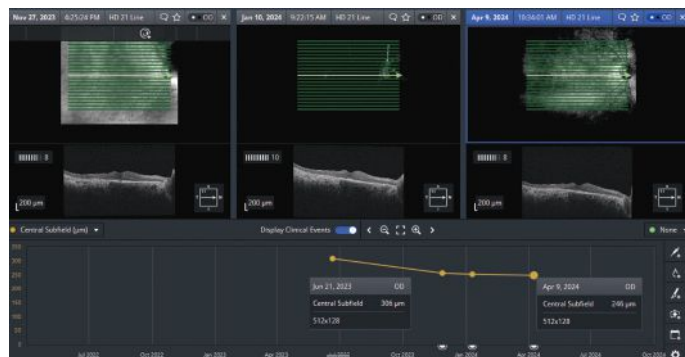 Nov 27, 2023 4:25:24 PM HD 21 Line OD
Jan 10, 2024 9:22:15 AM HD 21 Line OD
Apr 9, 2024 10:34:01 AM HD 21 Line OD
8
10
8
200 µm
200 µm
200 µm
Central Subfield (µm)
Display Clinical Events
None
350
300
250
200
150
100
50
0
Jun 21, 2023 OD
Central Subfield 306 µm
512x128
Apr 9, 2024 OD
Central Subfield 246 µm
512x128
Jul 2022
Oct 2022
Jan 2023
Apr 2023
Oct 2023
Jan 2024
Apr 2024
Jul 2024
Oct 2024